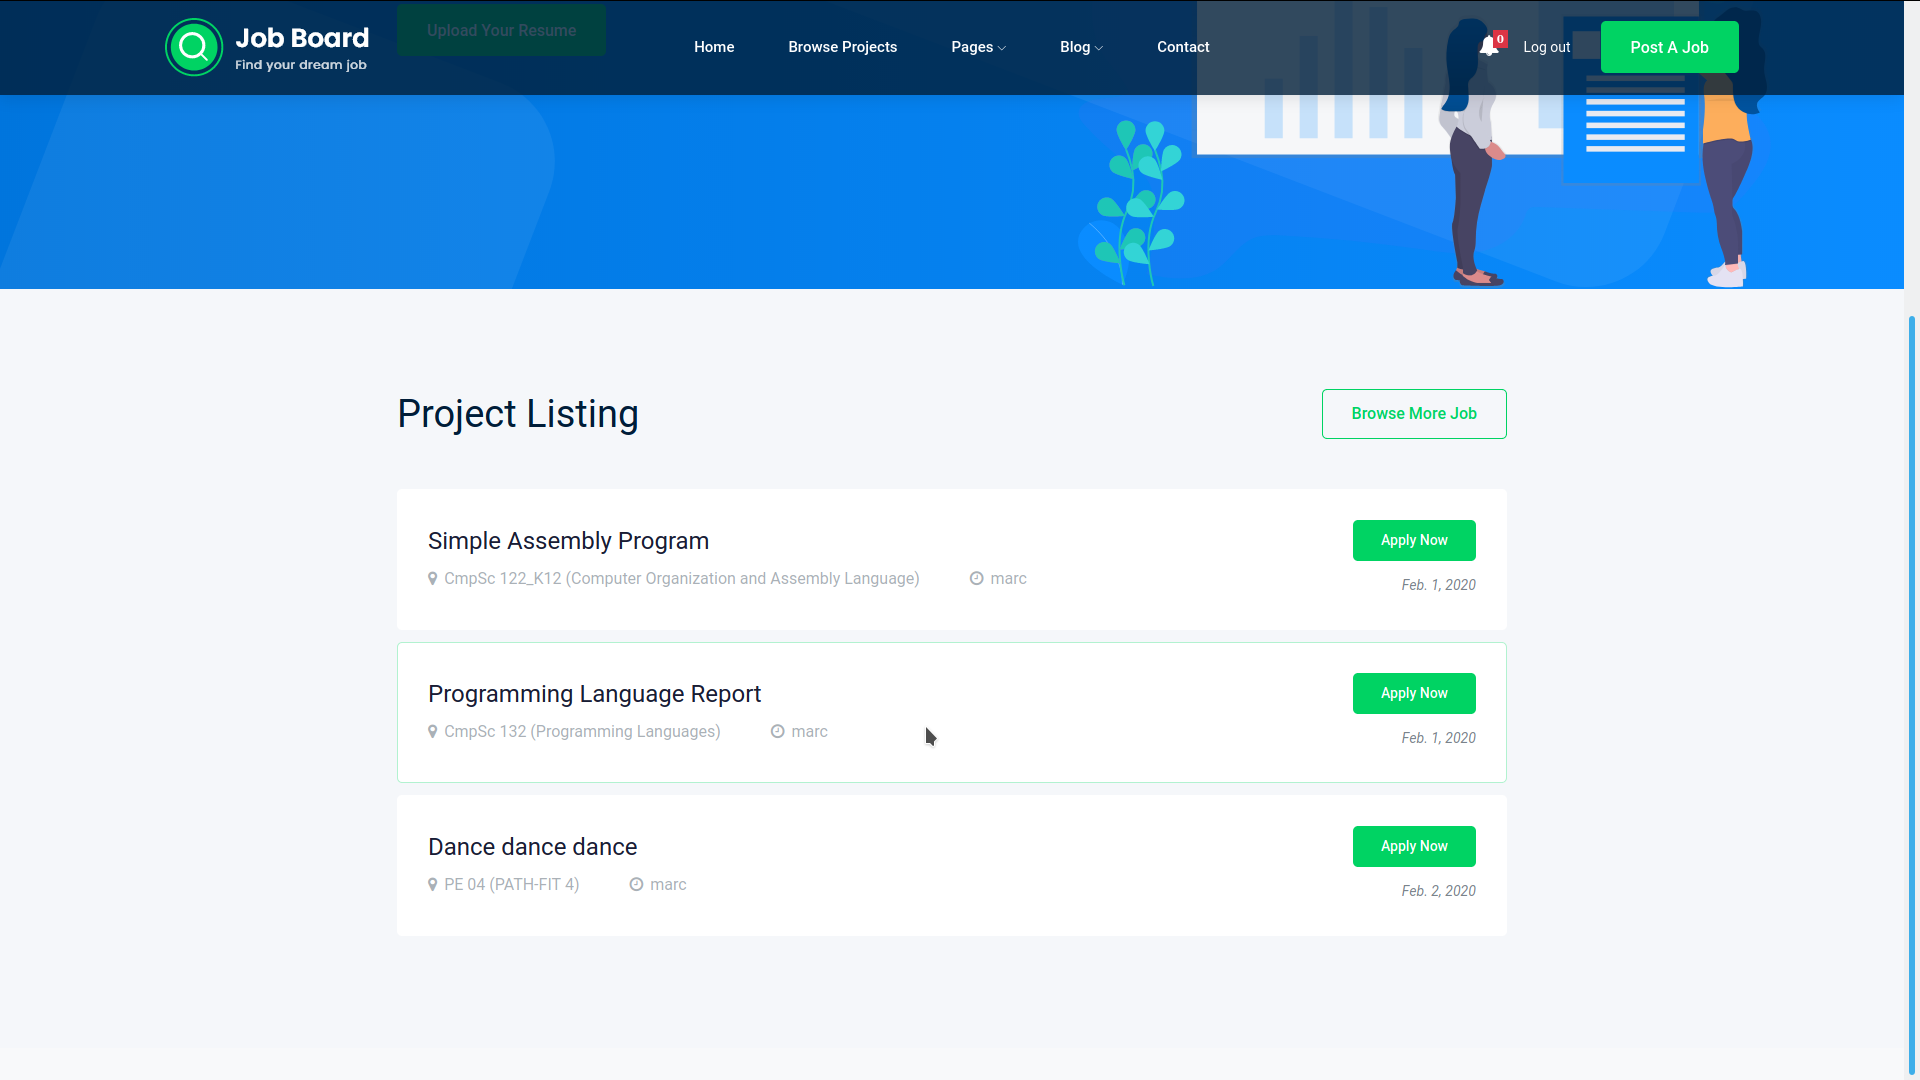 Job Board
Find your dream job
Upload Your Resume
Home
Browse Projects
Pages
Blog
Contact
0
Log out
Post A Job
Project Listing
Browse More Job
Simple Assembly Program
Apply Now
CmpSc 122_K12 (Computer Organization and Assembly Language)
marc
Feb. 1, 2020
Programming Language Report
Apply Now
CmpSc 132 (Programming Languages)
marc
Feb. 1, 2020
Dance dance dance
Apply Now
PE 04 (PATH-FIT 4)
marc
Feb. 2, 2020